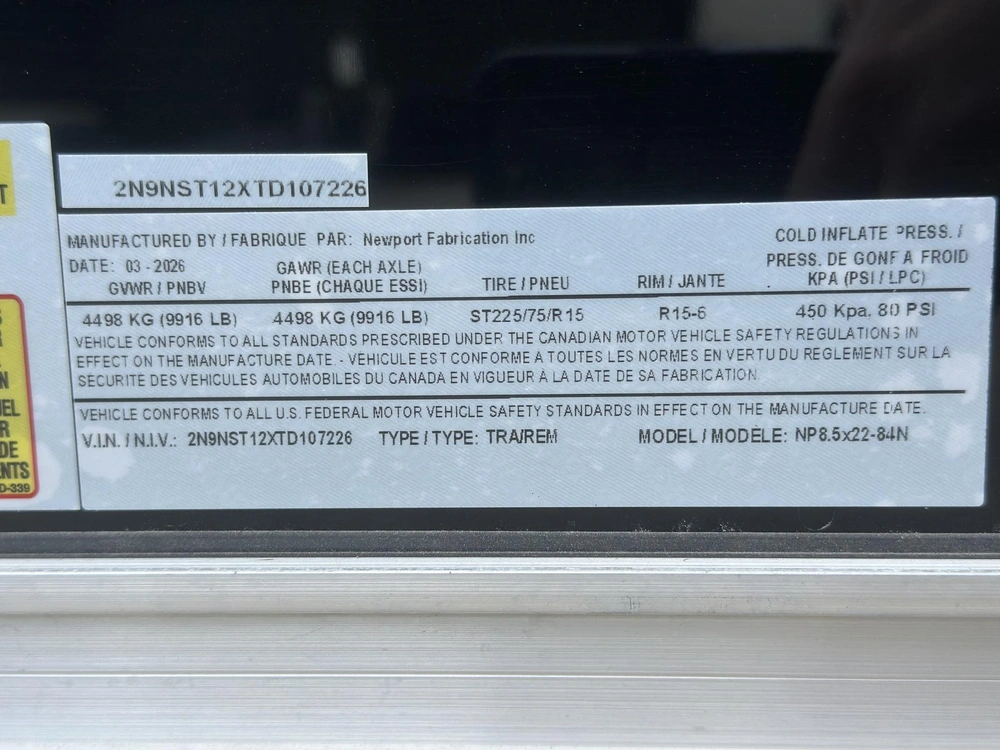 T
2N9NST12XTD107226
MANUFACTURED BY / FABRIQUE PAR: Newport Fabrication Inc
COLD INFLATE PRESS. /
PRESS. DE GONF A FROID
KPA (PSI / LPC)
DATE: 03 - 2026
GAWR (EACH AXLE)
GVWR / PNBV
PNBE (CHAQUE ESSI)
TIRE / PNEU
RIM / JANTE
4498 KG (9916 LB) 4498 KG (9916 LB) ST225/75/R15 R15-6 450 Kpa. 80 PSI
VEHICLE CONFORMS TO ALL STANDARDS PRESCRIBED UNDER THE CANADIAN MOTOR VEHICLE SAFETY REGULATIONS IN
EFFECT ON THE MANUFACTURE DATE - VEHICULE EST CONFORME A TOUTES LES NORMES EN VERTU DU REGLEMENT SUR LA
SECURITE DES VEHICULES AUTOMOBILES DU CANADA EN VIGUEUR À LA DATE DE SA FABRICATION.
VEHICLE CONFORMS TO ALL U.S. FEDERAL MOTOR VEHICLE SAFETY STANDARDS IN EFFECT ON THE MANUFACTURE DATE.
V.I.N. / N.I.V.: 2N9NST12XTD107226 TYPE / TYPE: TRA/REM MODEL / MODÈLE: NP8.5x22-84N
N
UEL
R
DE
NTS
D-339